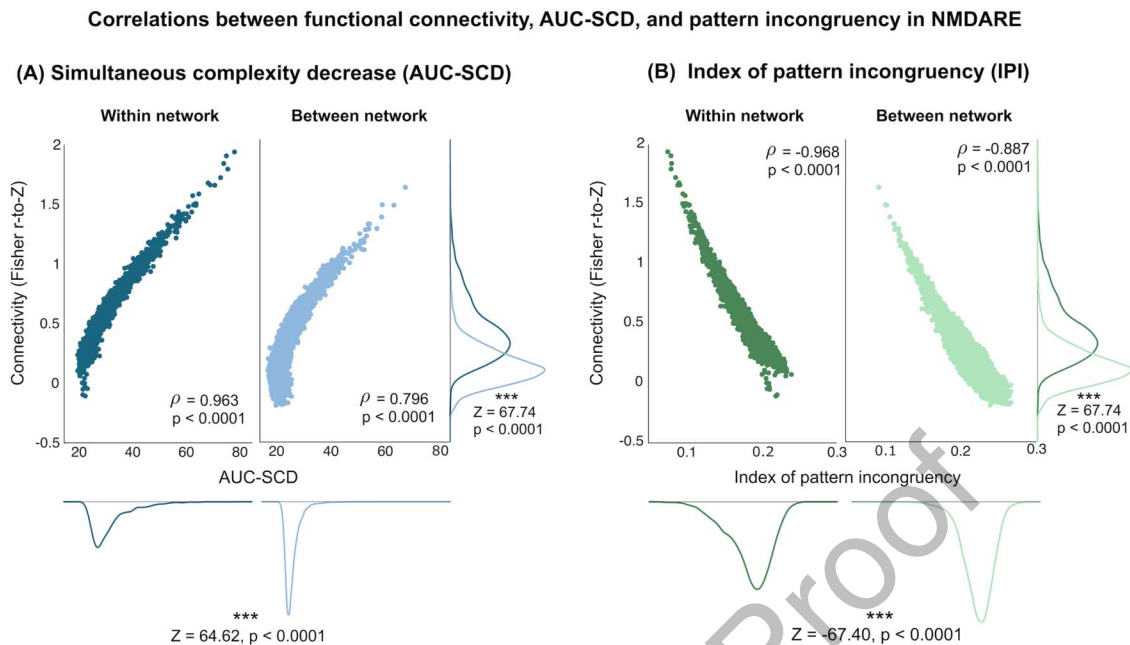 Correlations between functional connectivity, AUC-SCD, and pattern incongruency in NMDARE
(A) Simultaneous complexity decrease (AUC-SCD)
Within network
Between network
Connectivity (Fisher r-to-Z)
2
1.5
1
0.5
0
-0.5
ρ = 0.963
p < 0.0001
ρ = 0.796
p < 0.0001
***
Z = 67.74
p < 0.0001
20 40 60 80 20 40 60 80
AUC-SCD
***
Z = 64.62, p < 0.0001
(B) Index of pattern incongruency (IPI)
Within network
Between network
Connectivity (Fisher r-to-Z)
2
1.5
1
0.5
0
-0.5
ρ = -0.968
p < 0.0001
ρ = -0.887
p < 0.0001
***
Z = 67.74
p < 0.0001
0.1 0.2 0.3 0.1 0.2 0.3
Index of pattern incongruency
***
Z = -67.40, p < 0.0001
Proof